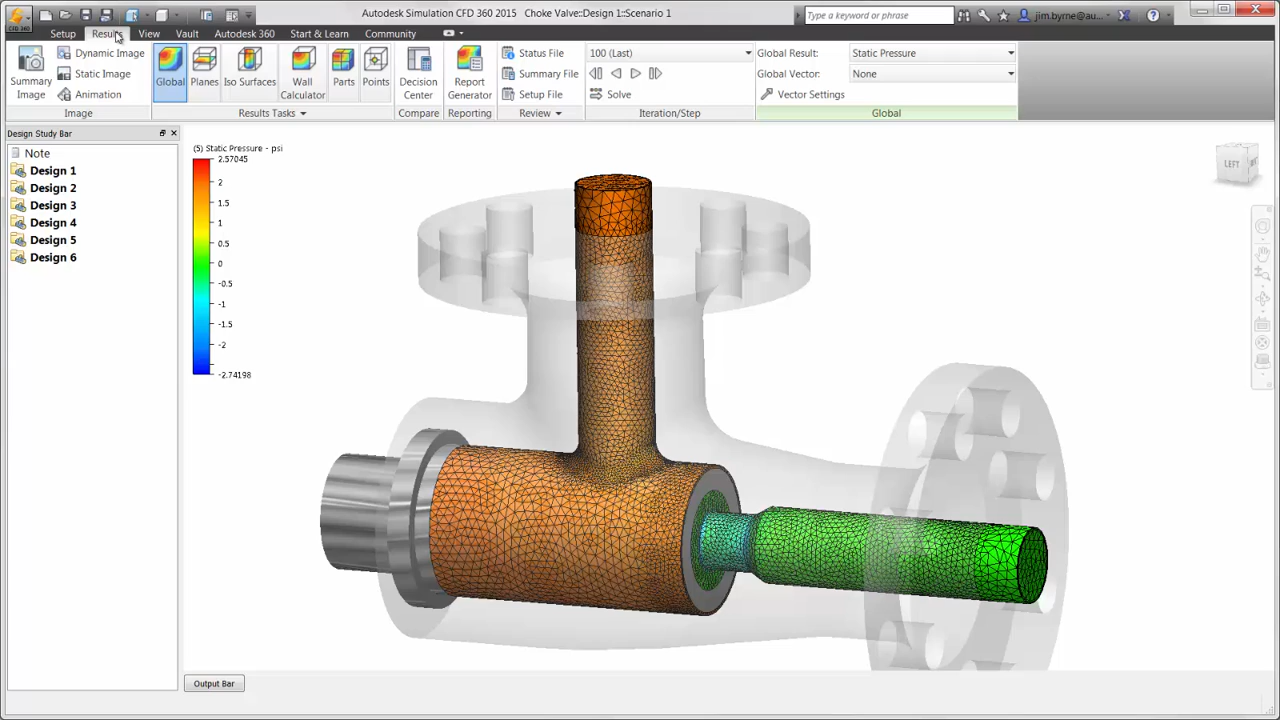 Autodesk Simulation CFD 360 2015 Choke Valve::Design 1::Scenario 1
Type a keyword or phrase
jim.byrne@au...
CFD 360
Setup Results View Vault Autodesk 360 Start & Learn Community
Summary Image
Dynamic Image
Static Image
Animation
Image
Global
Planes
Iso Surfaces
Wall Calculator
Parts
Points
Results Tasks
Decision Center
Compare
Report Generator
Reporting
Status File
Summary File
Setup File
Review
100 (Last)
Solve
Iteration/Step
Global Result: Static Pressure
Global Vector: None
Vector Settings
Global
Design Study Bar
Note
Design 1
Design 2
Design 3
Design 4
Design 5
Design 6
(5) Static Pressure - psi
2.57045
2
1.5
1
0.5
0
-0.5
-1
-1.5
-2
-2.74198
LEFT
Output Bar